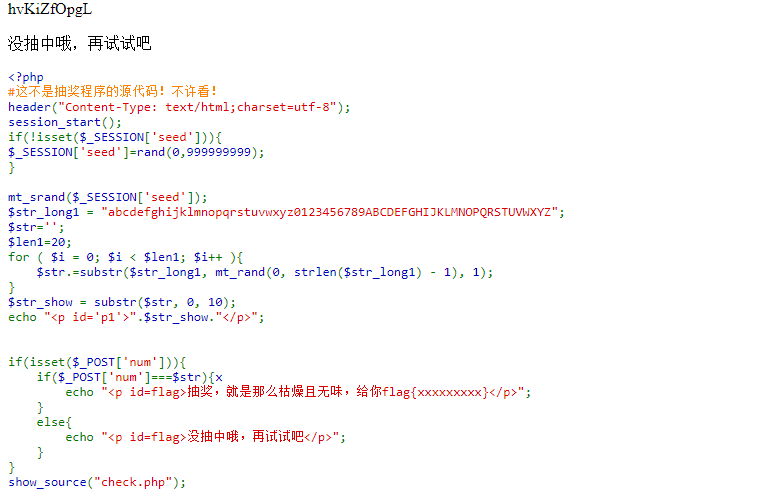 hvKiZfOpgL
没抽中哦，再试试吧
<?php
#这不是抽奖程序的源代码！不许看！
header("Content-Type: text/html;charset=utf-8");
session_start();
if(!isset($_SESSION['seed'])){
$_SESSION['seed']=rand(0,999999999);
}
mt_srand($_SESSION['seed']);
$str_long1 = "abcdefghijklmnopqrstuvwxyz0123456789ABCDEFGHIJKLMNOPQRSTUVWXYZ";
$str='';
$len1=20;
for ( $i = 0; $i < $len1; $i++ ){
    $str.=substr($str_long1, mt_rand(0, strlen($str_long1) - 1), 1);
}
$str_show = substr($str, 0, 10);
echo "<p id='p1'>".$str_show."</p>";
if(isset($_POST['num'])){
    if($_POST['num']===$str){x
        echo "<p id=flag>抽奖，就是那么枯燥且无味，给你flag{xxxxxxxxx}</p>";
    }
    else{
        echo "<p id=flag>没抽中哦，再试试吧</p>";
    }
}
show_source("check.php");